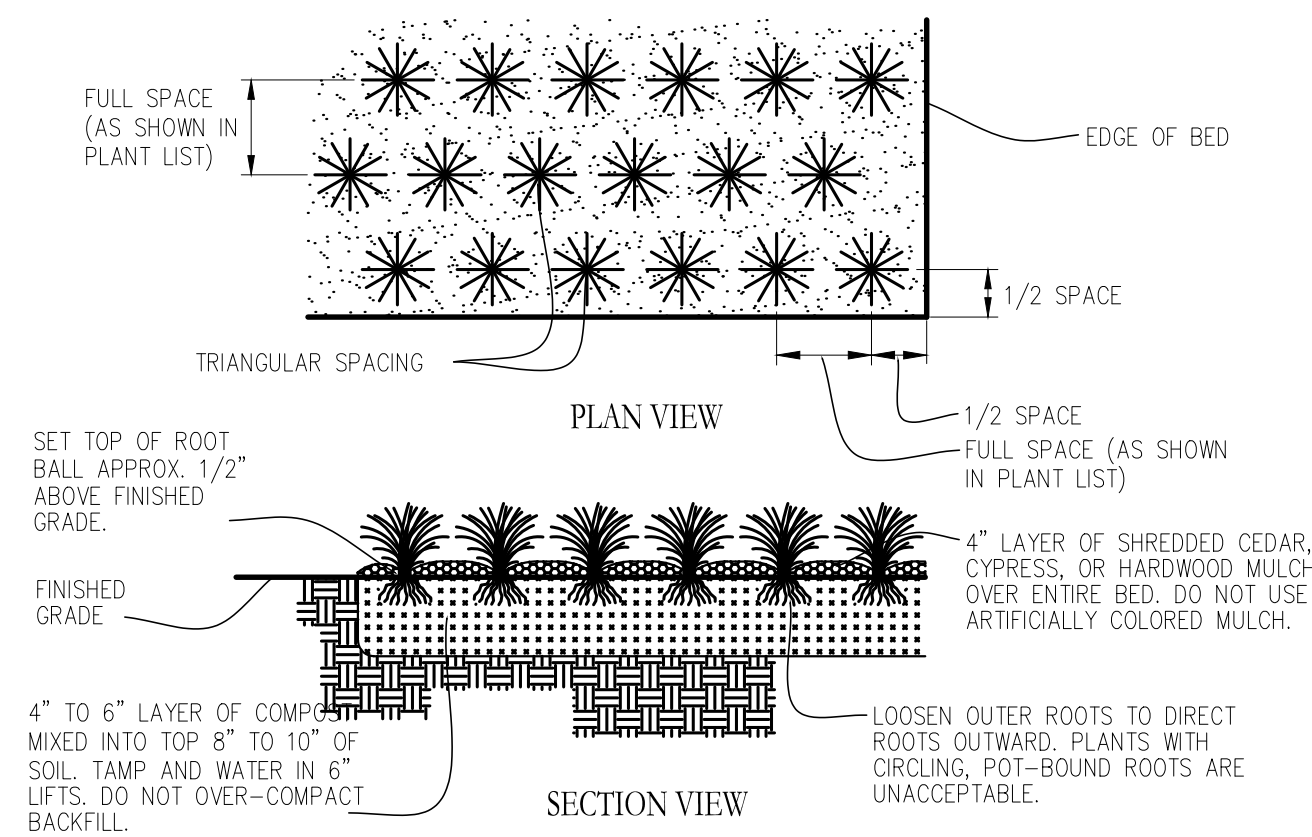 FULL SPACE
(AS SHOWN IN
PLANT LIST)
EDGE OF BED
1/2 SPACE
TRIANGULAR SPACING
PLAN VIEW
1/2 SPACE
FULL SPACE (AS SHOWN
IN PLANT LIST)
SET TOP OF ROOT
BALL APPROX. 1/2”
ABOVE FINISHED
GRADE.
4” LAYER OF SHREDDED CEDAR,
CYPRESS, OR HARDWOOD MULCH
OVER ENTIRE BED. DO NOT USE
ARTIFICIALLY COLORED MULCH.
FINISHED
GRADE
4” TO 6” LAYER OF COMPOST
MIXED INTO TOP 8” TO 10” OF
SOIL. TAMP AND WATER IN 6”
LIFTS. DO NOT OVER-COMPACT
BACKFILL.
LOOSEN OUTER ROOTS TO DIRECT
ROOTS OUTWARD. PLANTS WITH
CIRCLING, POT-BOUND ROOTS ARE
UNACCEPTABLE.
SECTION VIEW